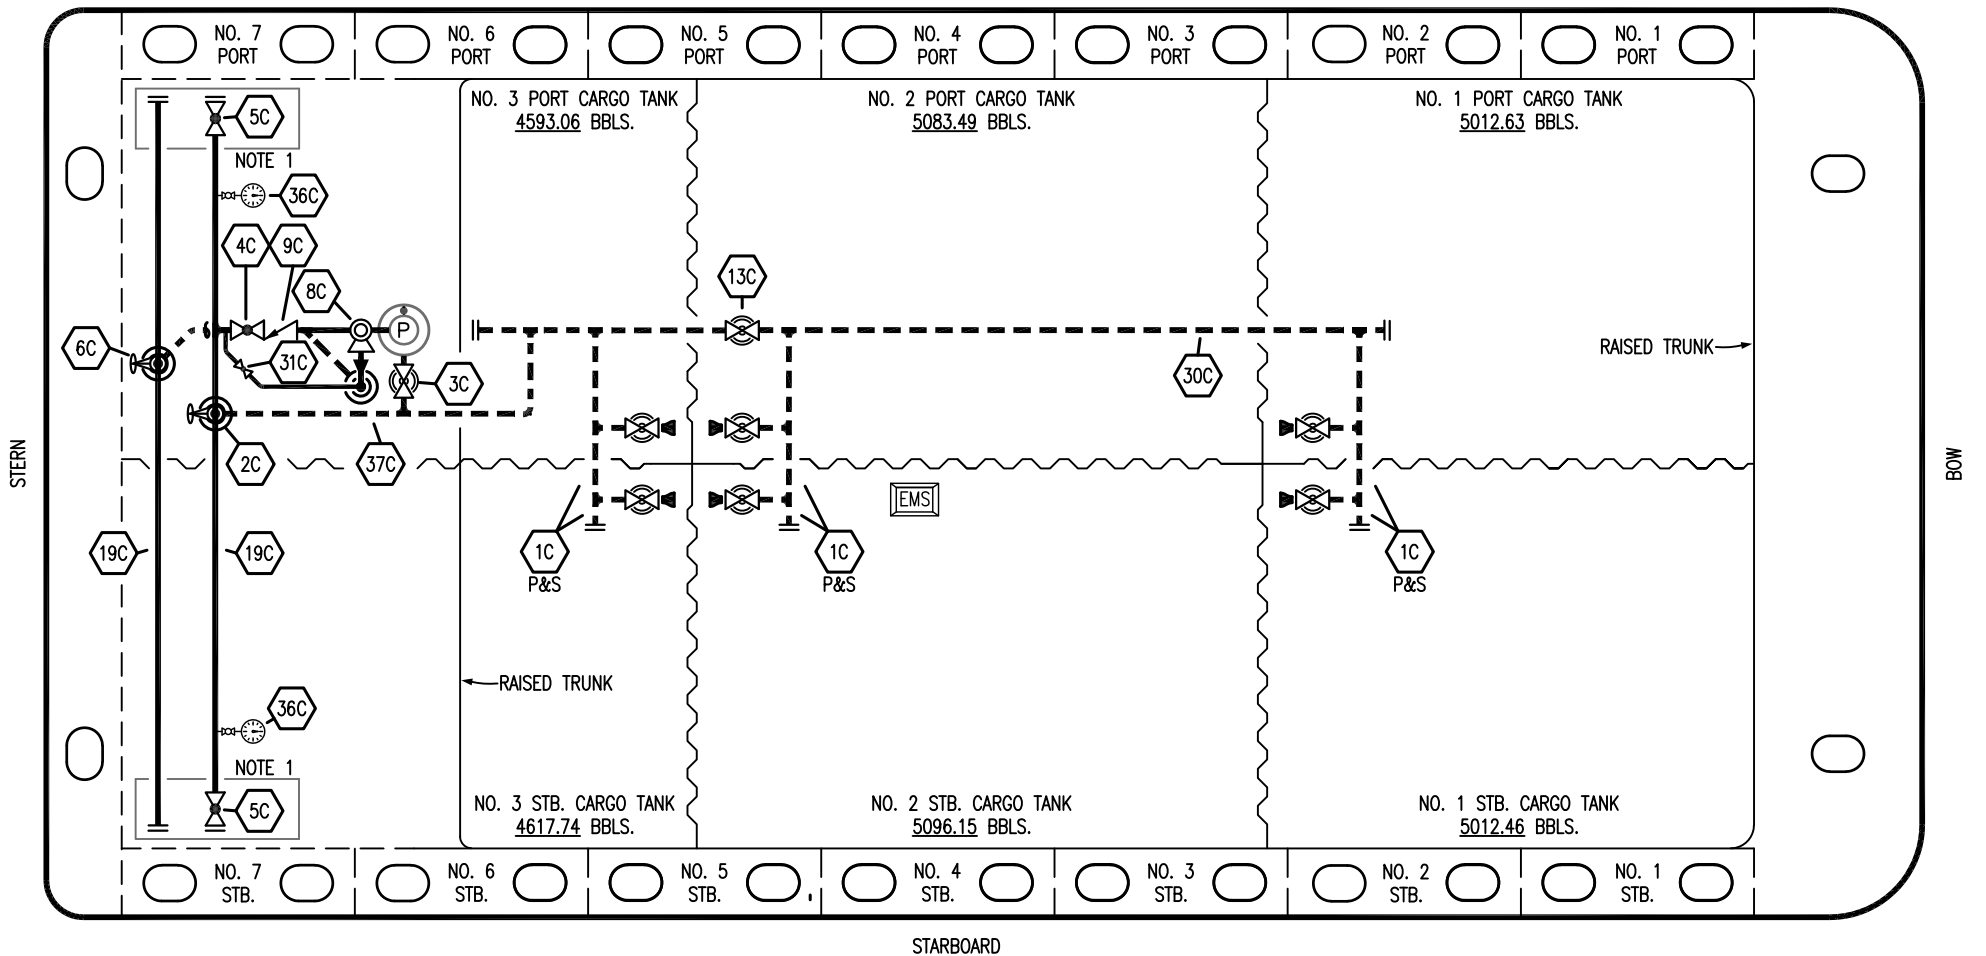 NO. 7
PORT
NO. 6
PORT
NO. 5
PORT
NO. 4
PORT
NO. 3
PORT
NO. 2
PORT
NO. 1
PORT
NO. 3 PORT CARGO TANK
4593.06 BBLS.
NO. 2 PORT CARGO TANK
5083.49 BBLS.
NO. 1 PORT CARGO TANK
5012.63 BBLS.
5C
NOTE 1
36C
4C
9C
8C
13C
P
6C
31C
3C
30C
RAISED TRUNK
2C
37C
STERN
BOW
EMS
19C
19C
1C
P&S
1C
P&S
1C
P&S
RAISED TRUNK
36C
NOTE 1
5C
NO. 3 STB. CARGO TANK
4617.74 BBLS.
NO. 2 STB. CARGO TANK
5096.15 BBLS.
NO. 1 STB. CARGO TANK
5012.46 BBLS.
NO. 7
STB.
NO. 6
STB.
NO. 5
STB.
NO. 4
STB.
NO. 3
STB.
NO. 2
STB.
NO. 1
STB.
STARBOARD